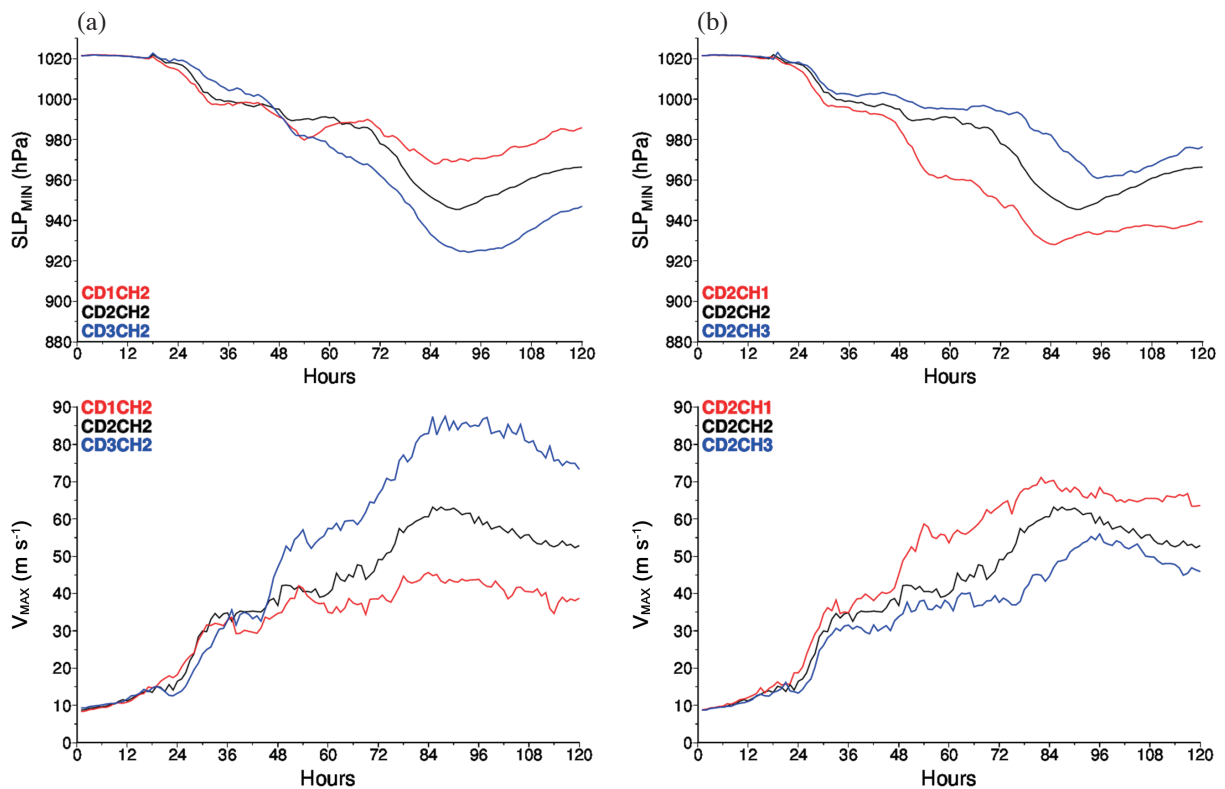 (a)
1020
1000
980
960
940
920
900
880
SLPMIN (hPa)
CD1CH2
CD2CH2
CD3CH2
0 12 24 36 48 60 72 84 96 108 120
Hours
(b)
1020
1000
980
960
940
920
900
880
SLPMIN (hPa)
CD2CH1
CD2CH2
CD2CH3
0 12 24 36 48 60 72 84 96 108 120
Hours
90
80
70
60
50
40
30
20
10
0
VMAX (m s-1)
CD1CH2
CD2CH2
CD3CH2
0 12 24 36 48 60 72 84 96 108 120
Hours
90
80
70
60
50
40
30
20
10
0
VMAX (m s-1)
CD2CH1
CD2CH2
CD2CH3
0 12 24 36 48 60 72 84 96 108 120
Hours